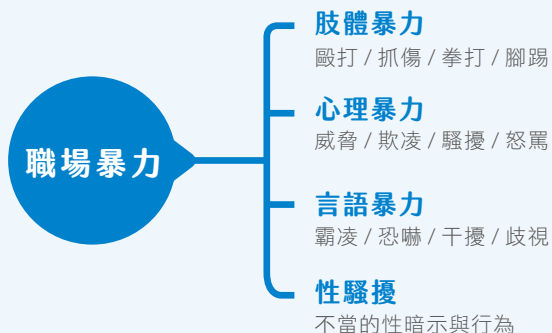 職場暴力
肢體暴力
毆打 / 抓傷 / 拳打 / 腳踢
心理暴力
威脅 / 欺凌 / 騷擾 / 怒罵
言語暴力
霸凌 / 恐嚇 / 干擾 / 歧視
性騷擾
不當的性暗示與行為